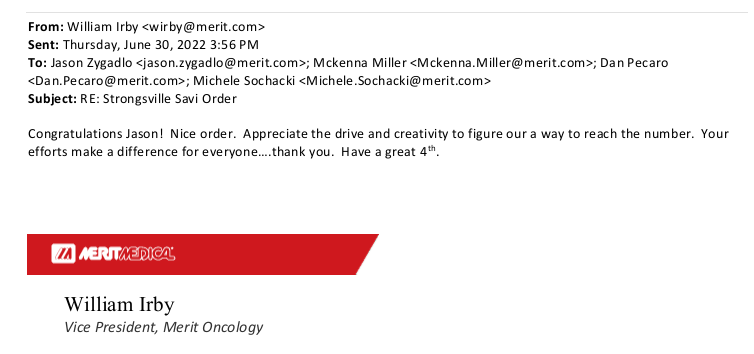 From: William Irby <wirby@merit.com>
Sent: Thursday, June 30, 2022 3:56 PM
To: Jason Zygadlo <jason.zygadlo@merit.com>; Mckenna Miller <Mckenna.Miller@merit.com>; Dan Pecaro
<Dan.Pecaro@merit.com>; Michele Sochacki <Michele.Sochacki@merit.com>
Subject: RE: Strongsville Savi Order
Congratulations Jason!  Nice order.  Appreciate the drive and creativity to figure our a way to reach the number.  Your
efforts make a difference for everyone....thank you.  Have a great 4th.
MERITMEDICAL
William Irby
Vice President, Merit Oncology